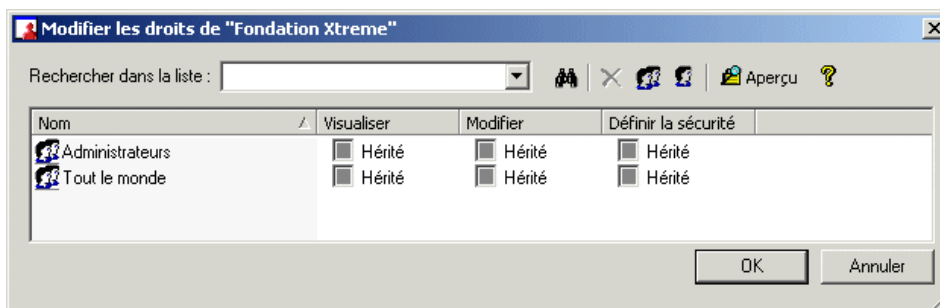 Modifier les droits de "Fondation Xtreme"
Rechercher dans la liste :
Aperçu
Nom Visualiser Modifier Définir la sécurité
Administrateurs Hérité Hérité Hérité
Tout le monde Hérité Hérité Hérité
OK Annuler